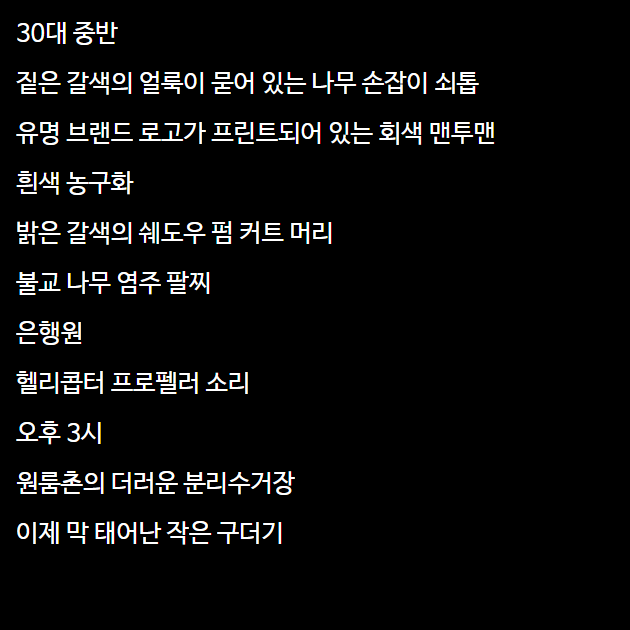 30대 중반
짙은 갈색의 얼룩이 묻어 있는 나무 손잡이 쇠톱
유명 브랜드 로고가 프린트되어 있는 회색 맨투맨
흰색 농구화
밝은 갈색의 쉐도우 펌 커트 머리
불교 나무 염주 팔찌
은행원
헬리콥터 프로펠러 소리
오후 3시
원룸촌의 더러운 분리수거장
이제 막 태어난 작은 구더기